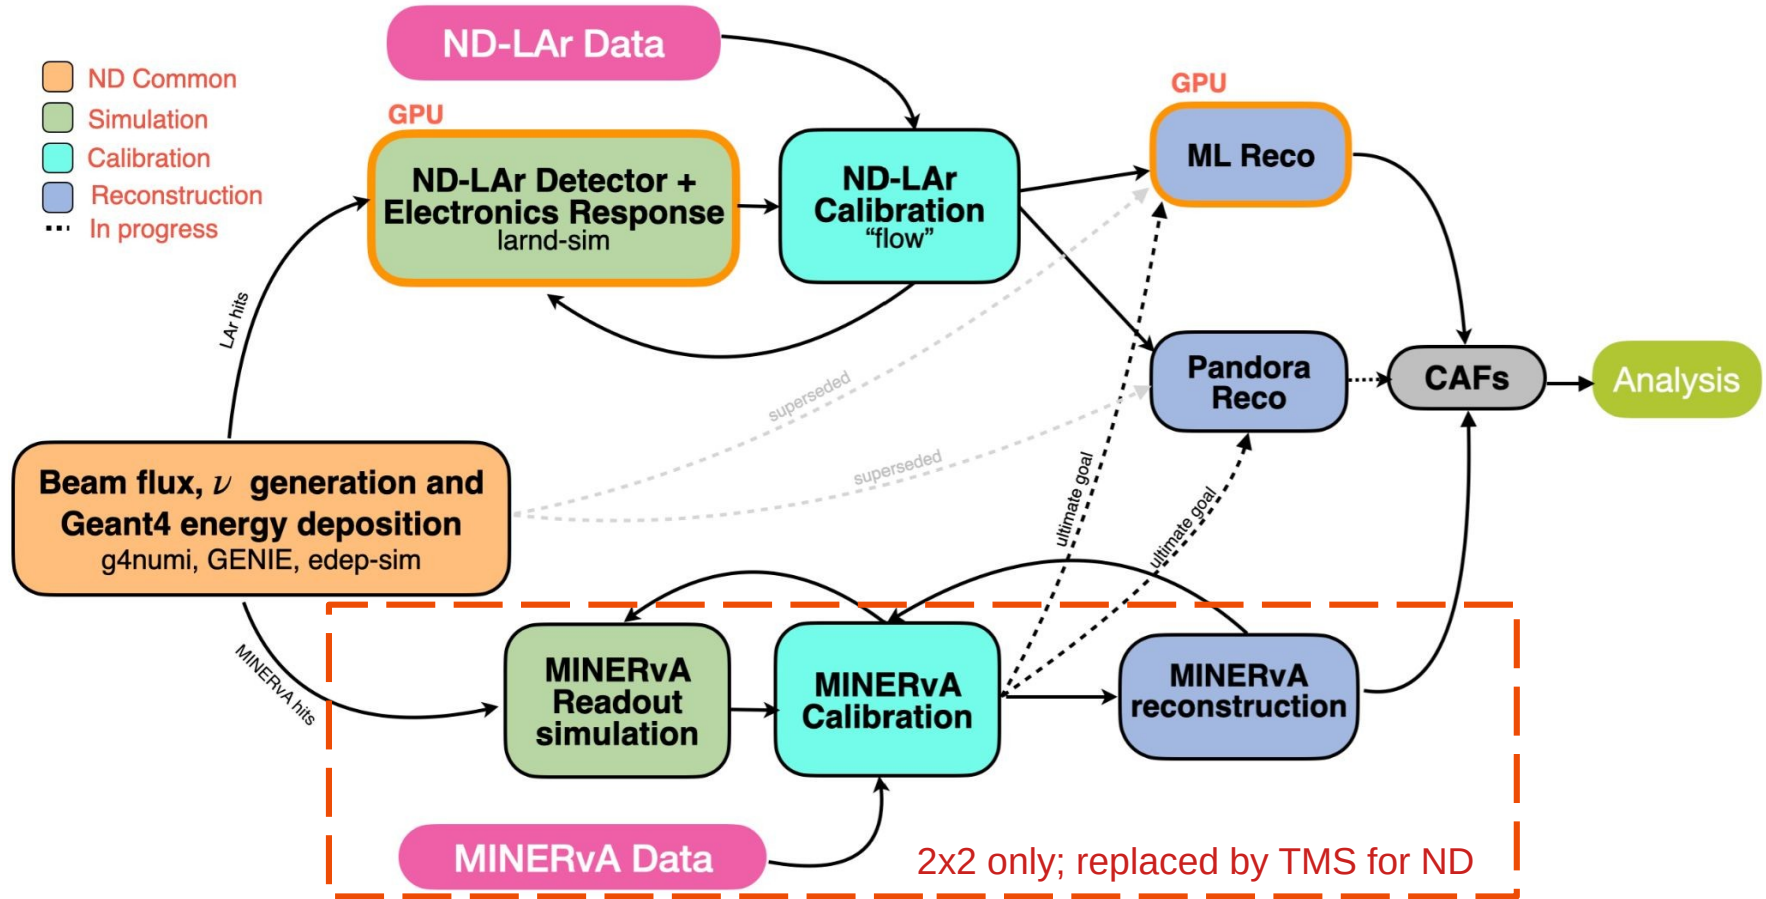 ND-LAr Data
ND Common
Simulation
Calibration
Reconstruction
In progress
GPU
ND-LAr Detector +
Electronics Response
larnd-sim
ND-LAr
Calibration
“flow”
GPU
ML Reco
LAr hits
superseded
superseded
Pandora
Reco
CAFs
Analysis
Beam flux, ν generation and
Geant4 energy deposition
g4numi, GENIE, edep-sim
ultimate goal
ultimate goal
MINERvA hits
MINERvA
Readout
simulation
MINERvA
Calibration
MINERvA
reconstruction
MINERvA Data
2x2 only; replaced by TMS for ND